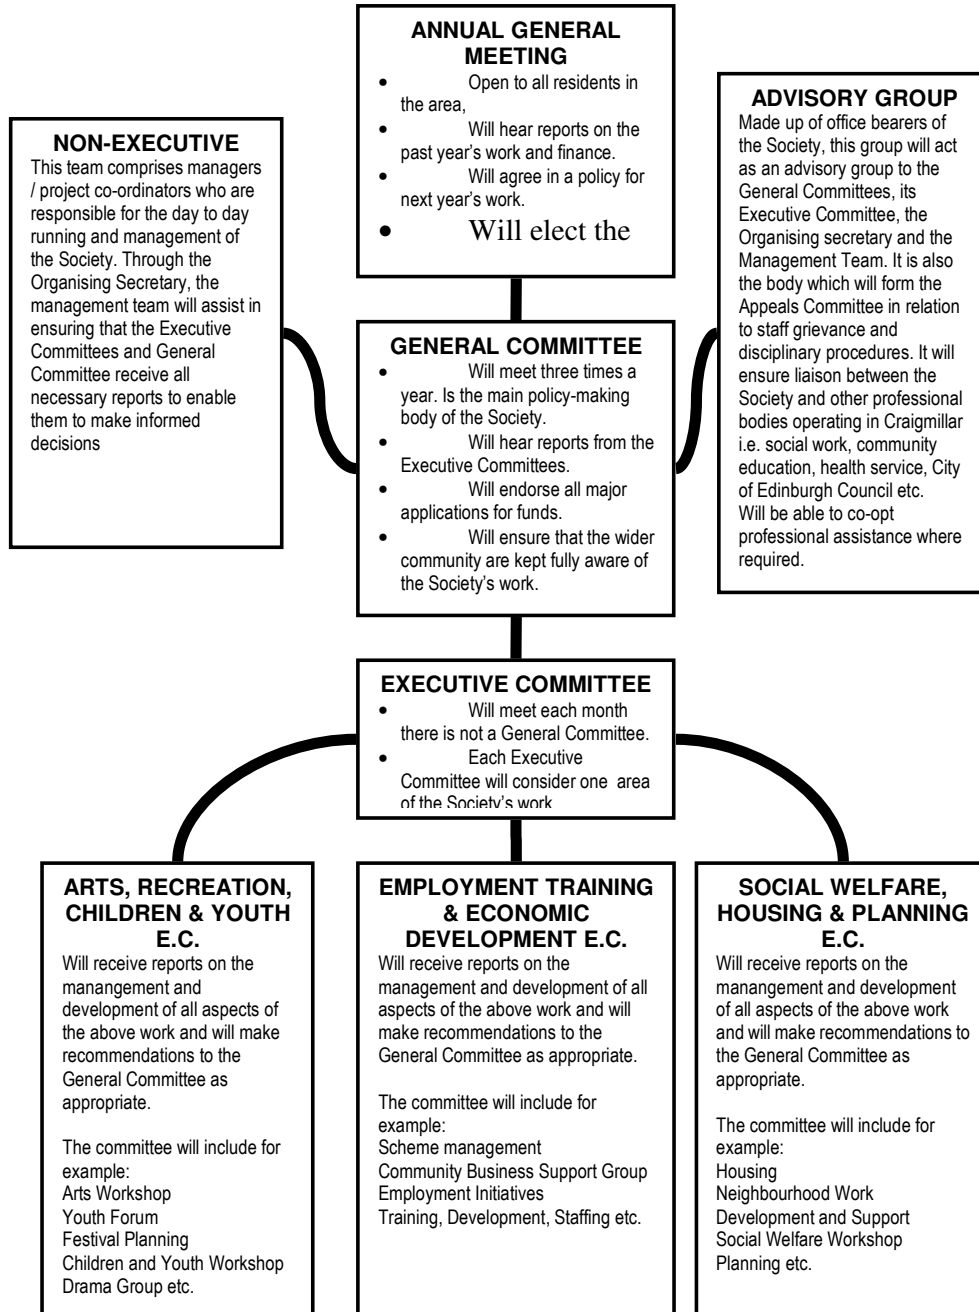 ANNUAL GENERAL
MEETING
• Open to all residents in
the area,
• Will hear reports on the
past year’s work and finance.
• Will agree in a policy for
next year’s work.
• Will elect the
NON-EXECUTIVE
This team comprises managers
/ project co-ordinators who are
responsible for the day to day
running and management of
the Society. Through the
Organising Secretary, the
management team will assist in
ensuring that the Executive
Committees and General
Committee receive all
necessary reports to enable
them to make informed
decisions
ADVISORY GROUP
Made up of office bearers of
the Society, this group will act
as an advisory group to the
General Committees, its
Executive Committee, the
Organising secretary and the
Management Team. It is also
the body which will form the
Appeals Committee in relation
to staff grievance and
disciplinary procedures. It will
ensure liaison between the
Society and other professional
bodies operating in Craigmillar
i.e. social work, community
education, health service, City
of Edinburgh Council etc.
Will be able to co-opt
professional assistance where
required.
GENERAL COMMITTEE
• Will meet three times a
year. Is the main policy-making
body of the Society.
• Will hear reports from the
Executive Committees.
• Will endorse all major
applications for funds.
• Will ensure that the wider
community are kept fully aware of
the Society’s work.
EXECUTIVE COMMITTEE
• Will meet each month
there is not a General Committee.
• Each Executive
Committee will consider one area
of the Society’s work
ARTS, RECREATION,
CHILDREN & YOUTH
E.C.
Will receive reports on the
manangement and
development of all aspects of
the above work and will make
recommendations to the
General Committee as
appropriate.
The committee will include for
example:
Arts Workshop
Youth Forum
Festival Planning
Children and Youth Workshop
Drama Group etc.
EMPLOYMENT TRAINING
& ECONOMIC
DEVELOPMENT E.C.
Will receive reports on the
management and development of all
aspects of the above work and will
make recommendations to the
General Committee as appropriate.
The committee will include for
example:
Scheme management
Community Business Support Group
Employment Initiatives
Training, Development, Staffing etc.
SOCIAL WELFARE,
HOUSING & PLANNING
E.C.
Will receive reports on the
manangement and development
of all aspects of the above work
and will make recommendations to
the General Committee as
appropriate.
The committee will include for
example:
Housing
Neighbourhood Work
Development and Support
Social Welfare Workshop
Planning etc.